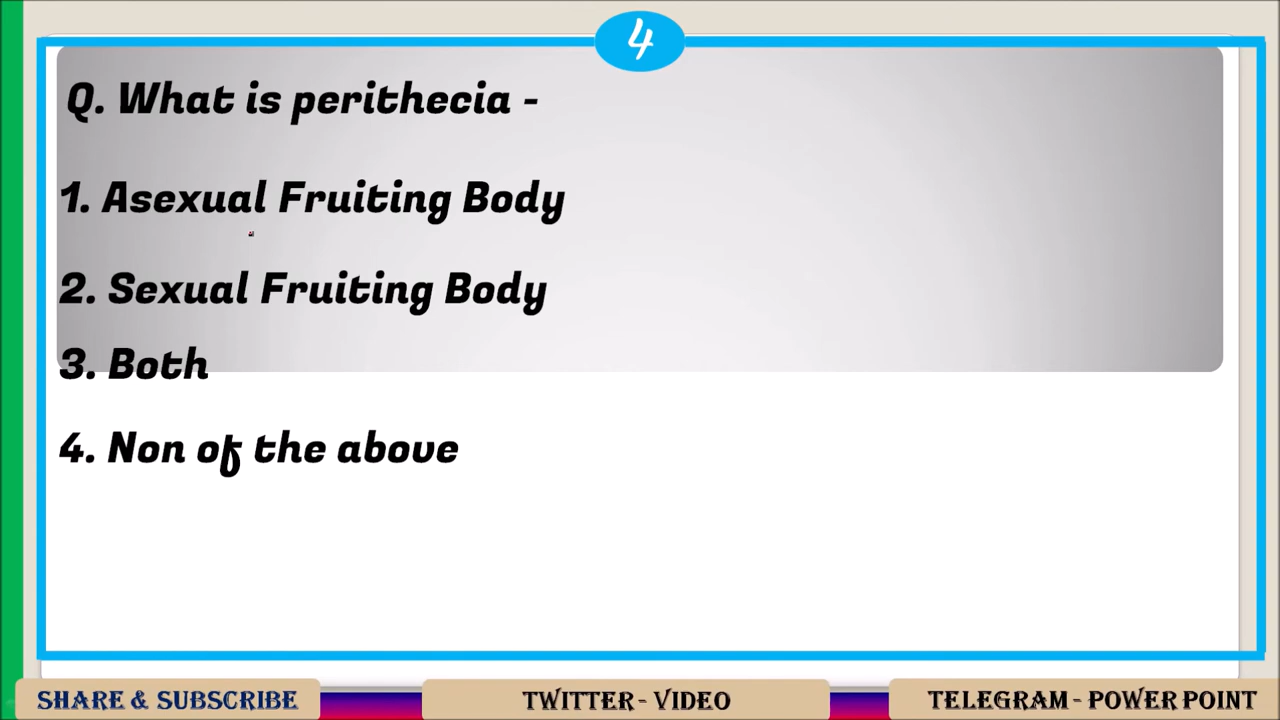 4
Q. What is perithecia -
1. Asexual Fruiting Body
2. Sexual Fruiting Body
3. Both
4. Non of the above
SHARE & SUBSCRIBE
TWITTER - VIDEO
TELEGRAM - POWER POINT